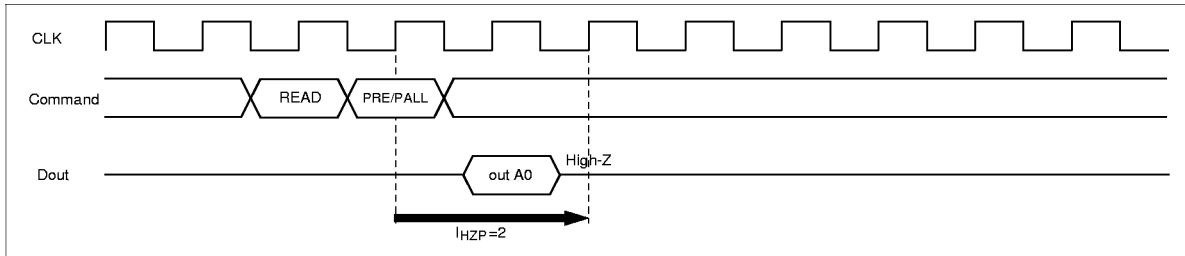 CLK
Command
READ
PRE/PALL
Dout
out A0
High-Z
lHZP=2